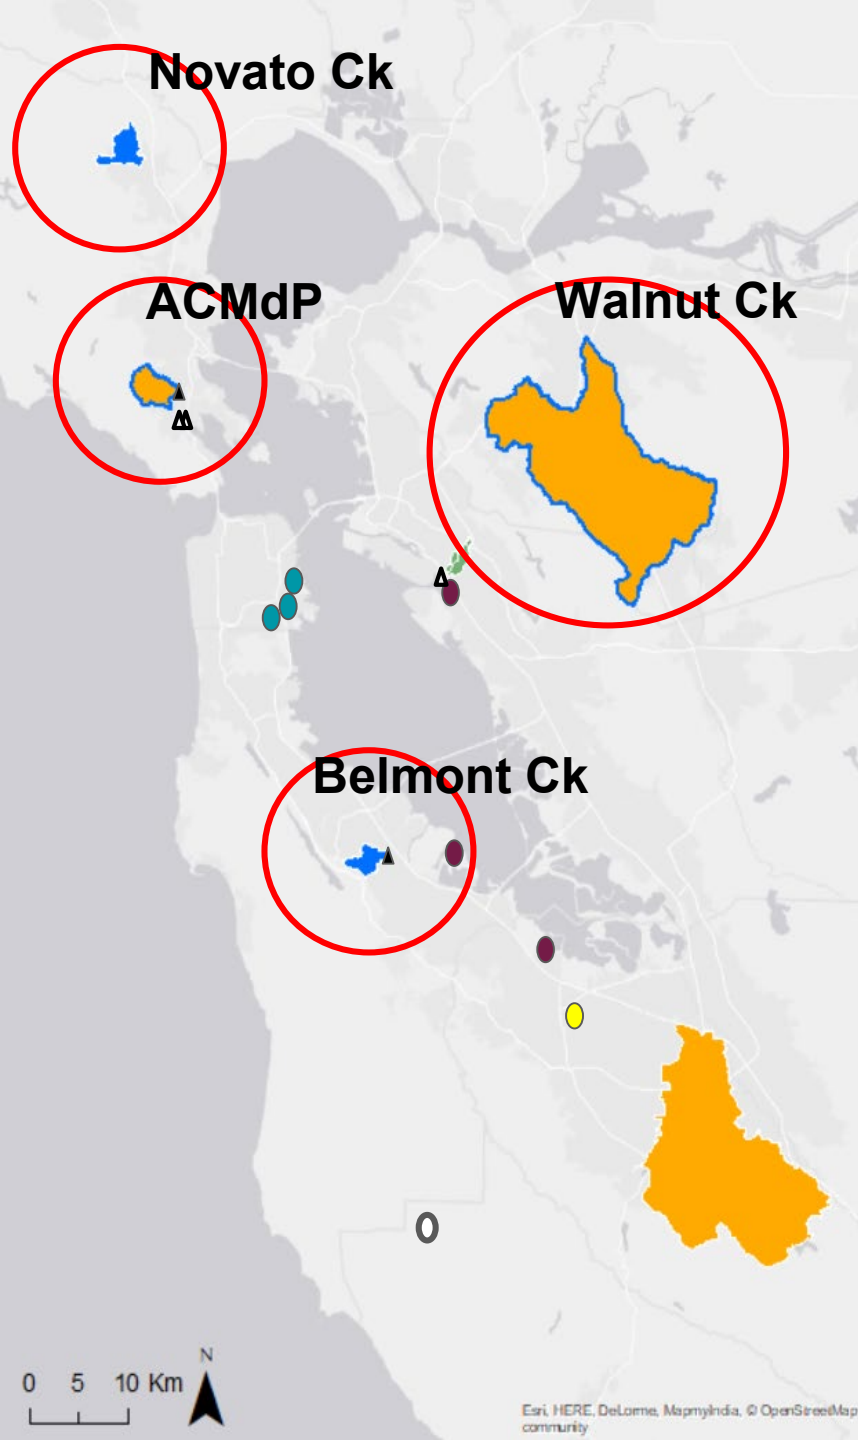 Novato Ck
ACMdP
Walnut Ck
Belmont Ck
N
0 5 10 Km
Esri, HERE, DeLorme, MapmyIndia, © OpenStreetMap
community